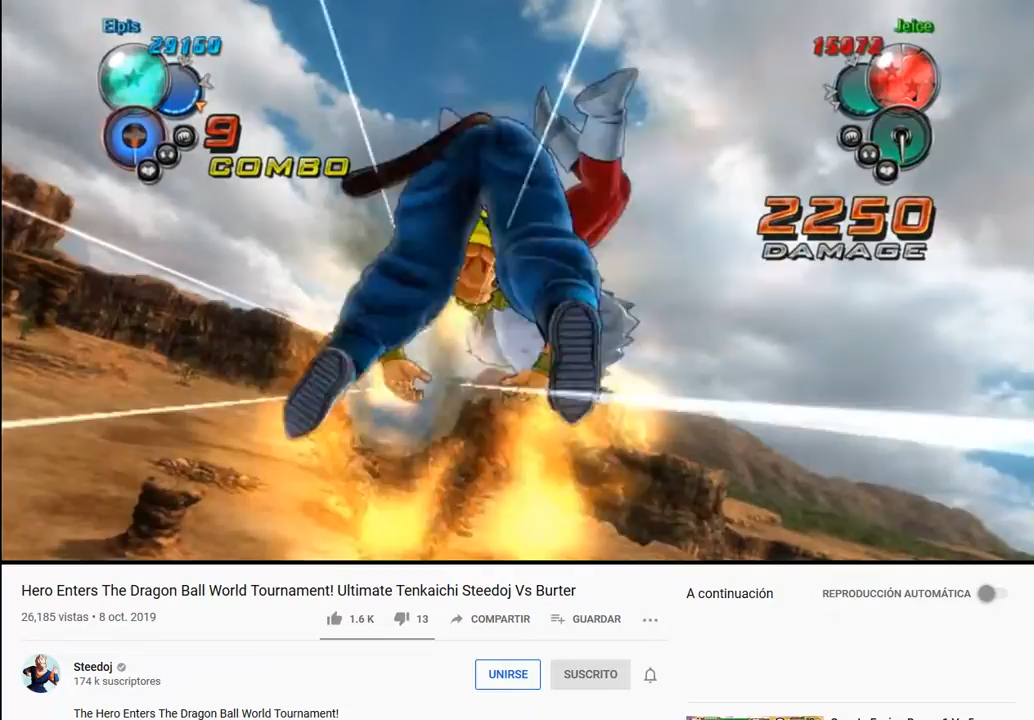 Elpis
29160
9
COMBO
Jeice
15072
2250
DAMAGE
Hero Enters The Dragon Ball World Tournament! Ultimate Tenkaichi Steedoj Vs Burter
26,185 vistas • 8 oct. 2019
1.6 K
13
COMPARTIR
GUARDAR
A continuación
REPRODUCCIÓN AUTOMÁTICA
Steedoj
174 k suscriptores
UNIRSE
SUSCRITO
The Hero Enters The Dragon Ball World Tournament!